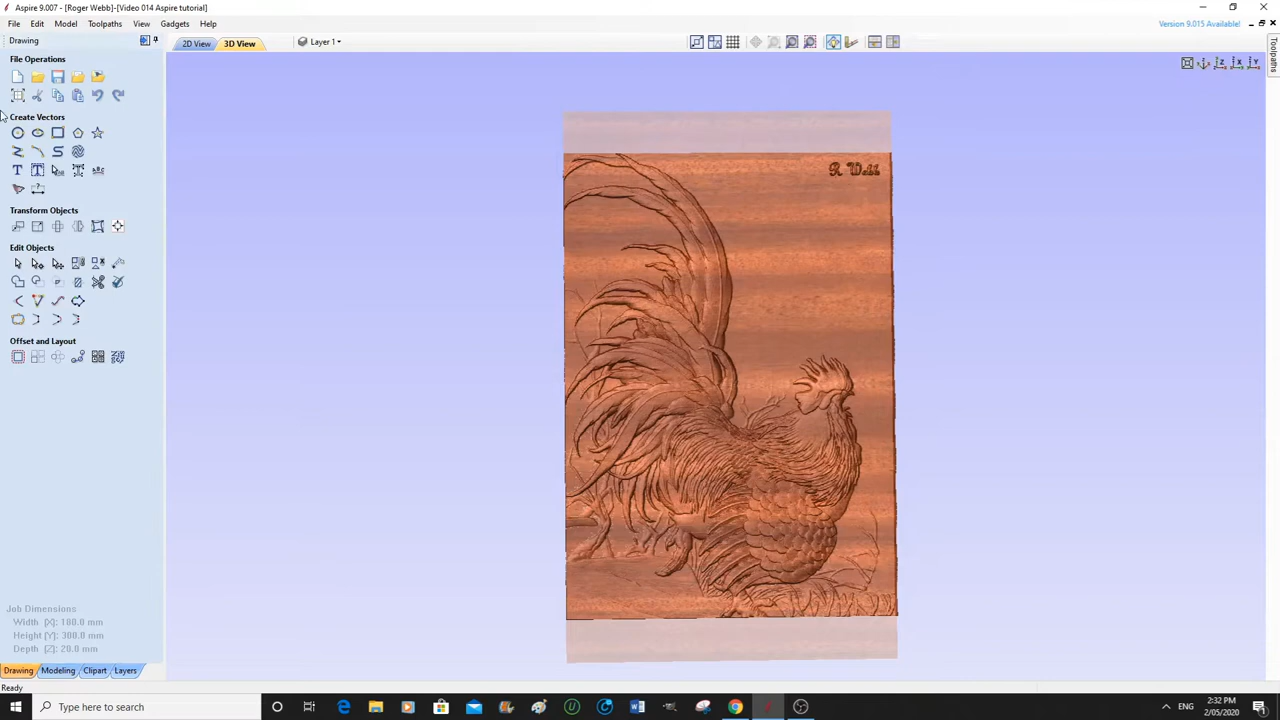 Aspire 9.007 - [Roger Webb]-[Video 014 Aspire tutorial]
File Edit Model Toolpaths View Gadgets Help
Version 9.015 Available!
Drawing
2D View 3D View Layer 1
Toolpaths
File Operations
Create Vectors
Transform Objects
Edit Objects
Offset and Layout
R Webb
Job Dimensions
Width (X): 180.0 mm
Height (Y): 300.0 mm
Depth (Z): 20.0 mm
Drawing Modeling Clipart Layers
Ready
Type here to search
ENG
2:32 PM
2/05/2020